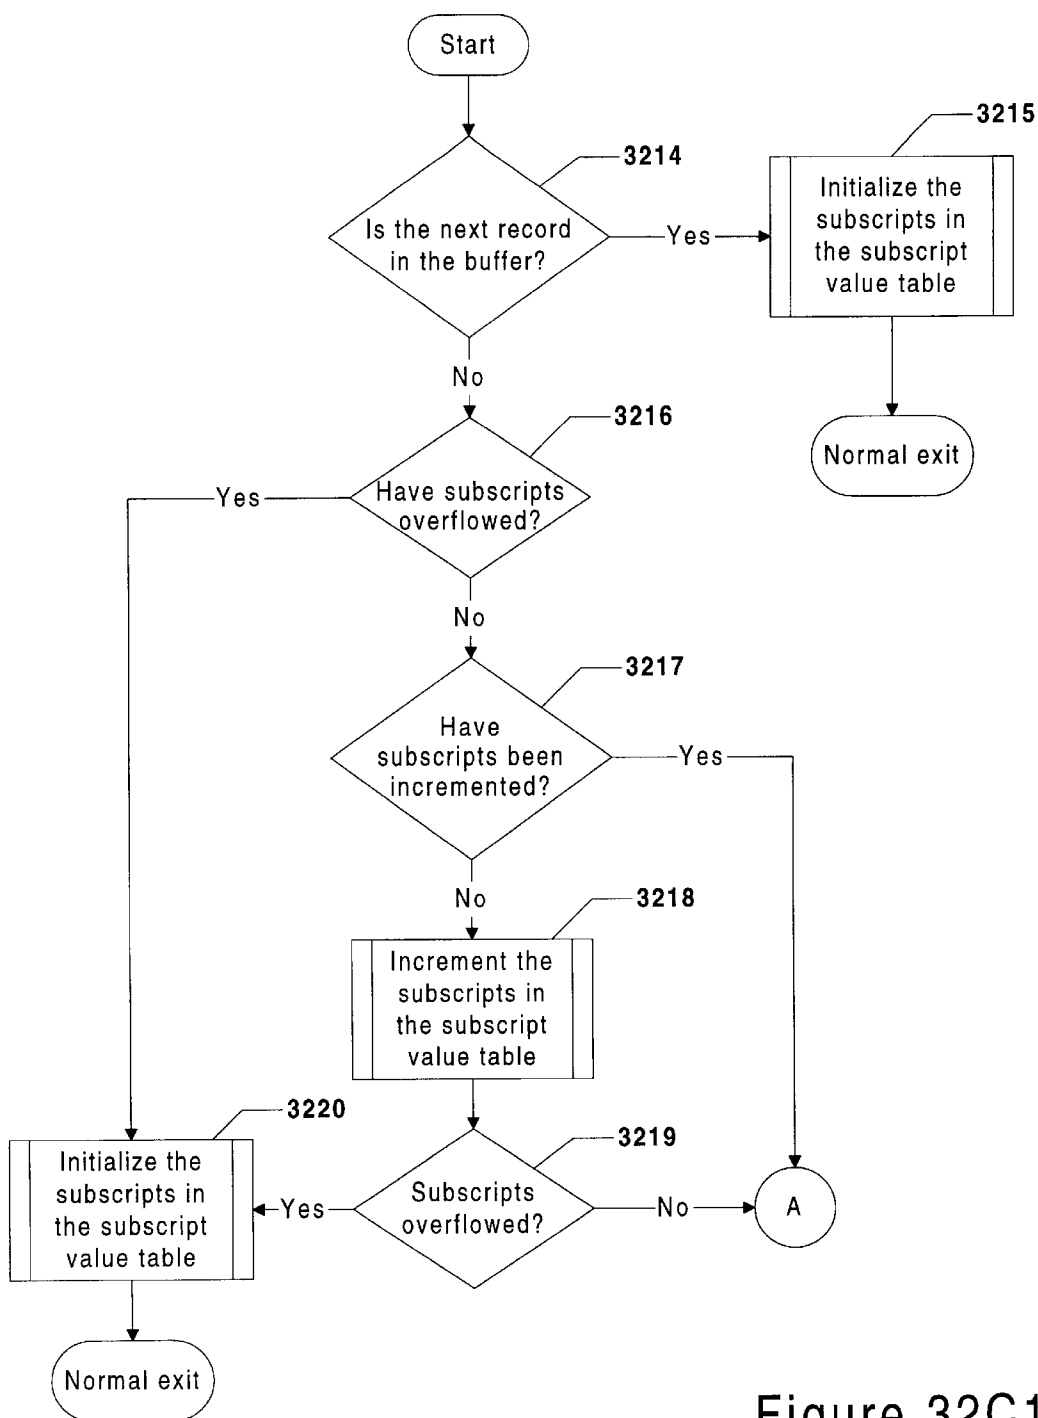 Start
3214
3215
Is the next record
in the buffer?
Yes
Initialize the
subscripts in
the subscript
value table
No
3216
Normal exit
Have subscripts
overflowed?
Yes
No
3217
Have
subscripts been
incremented?
Yes
No
3218
Increment the
subscripts in
the subscript
value table
3220
3219
Initialize the
subscripts in
the subscript
value table
Yes
Subscripts
overflowed?
No
A
Normal exit
Figure 32C1